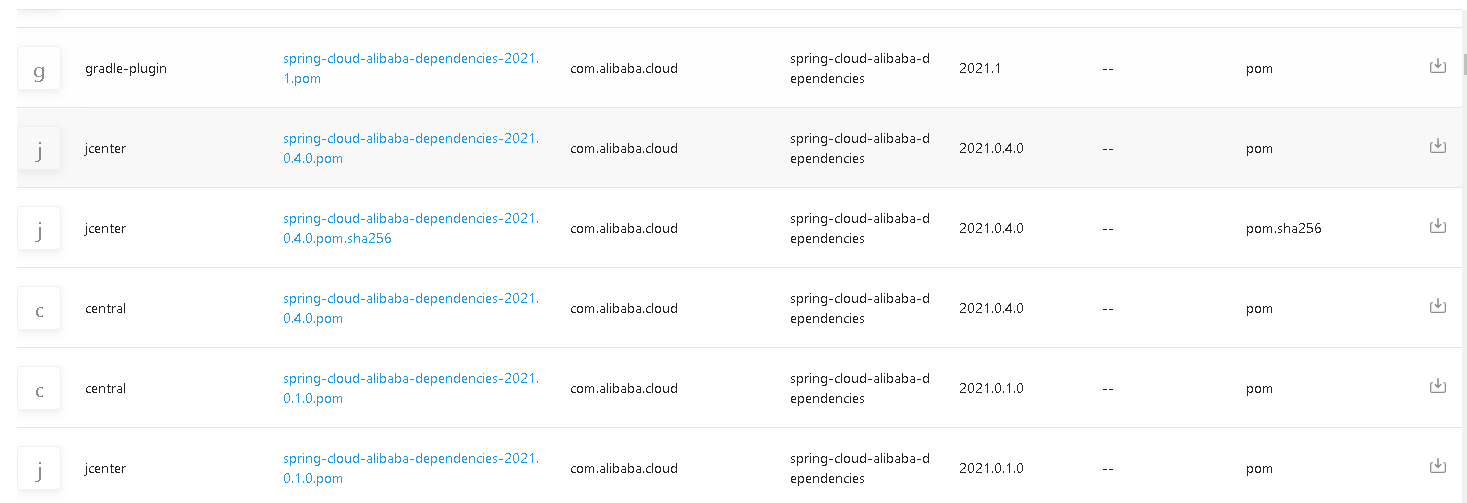 g gradle-plugin spring-cloud-alibaba-dependencies-2021. com.alibaba.cloud spring-cloud-alibaba-d 2021.1 -- pom
1.pom ependencies
j jcenter spring-cloud-alibaba-dependencies-2021. com.alibaba.cloud spring-cloud-alibaba-d 2021.0.4.0 -- pom
0.4.0.pom ependencies
j jcenter spring-cloud-alibaba-dependencies-2021. com.alibaba.cloud spring-cloud-alibaba-d 2021.0.4.0 -- pom.sha256
0.4.0.pom.sha256 ependencies
c central spring-cloud-alibaba-dependencies-2021. com.alibaba.cloud spring-cloud-alibaba-d 2021.0.4.0 -- pom
0.4.0.pom ependencies
c central spring-cloud-alibaba-dependencies-2021. com.alibaba.cloud spring-cloud-alibaba-d 2021.0.1.0 -- pom
0.1.0.pom ependencies
j jcenter spring-cloud-alibaba-dependencies-2021. com.alibaba.cloud spring-cloud-alibaba-d 2021.0.1.0 -- pom
0.1.0.pom ependencies